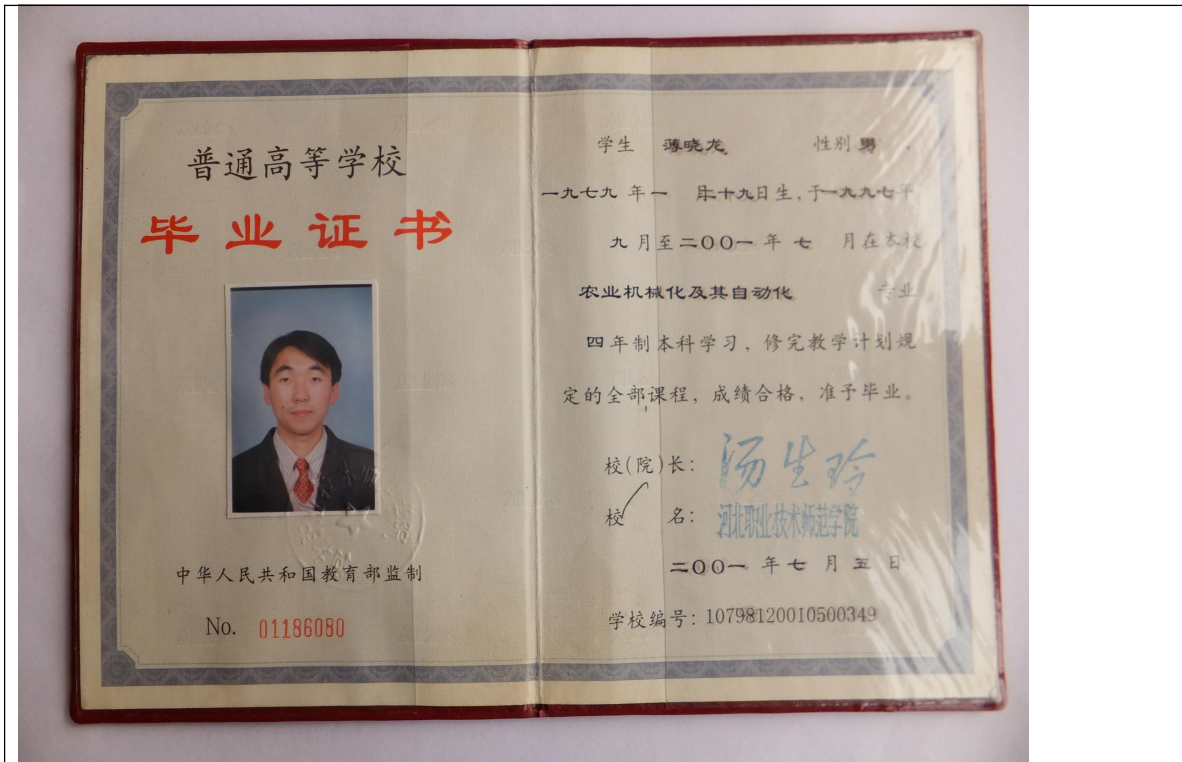 普通高等学校
毕业证书
中华人民共和国教育部监制
No. 01186080
学生 薄晓龙 性别 男
一九七九 年 一 月十九日生,于一九九七年
九 月至二〇〇一 年 七 月在本校
农业机械化及其自动化 专业
四年制本科学习,修完教学计划规
定的全部课程,成绩合格,准予毕业。
校(院)长: 汤生玲
校 名: 河北职业技术师范学院
二〇〇一 年 七 月 五 日
学校编号: 10798120010500349